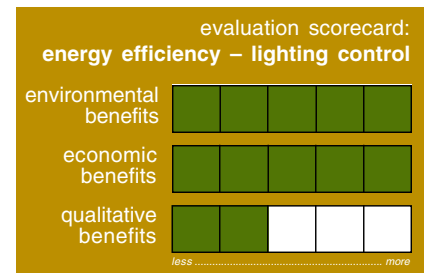 evaluation scorecard:
energy efficiency – lighting control
environmental
benefits
economic
benefits
qualitative
benefits
less ................................................................ more